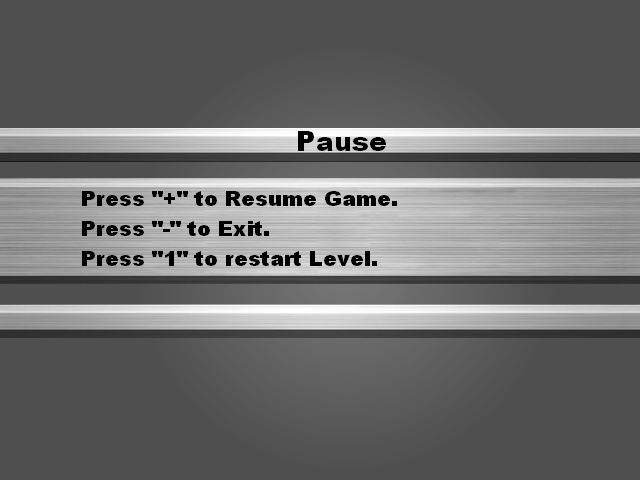 Pause
Press "+" to Resume Game.
Press "-" to Exit.
Press "1" to restart Level.